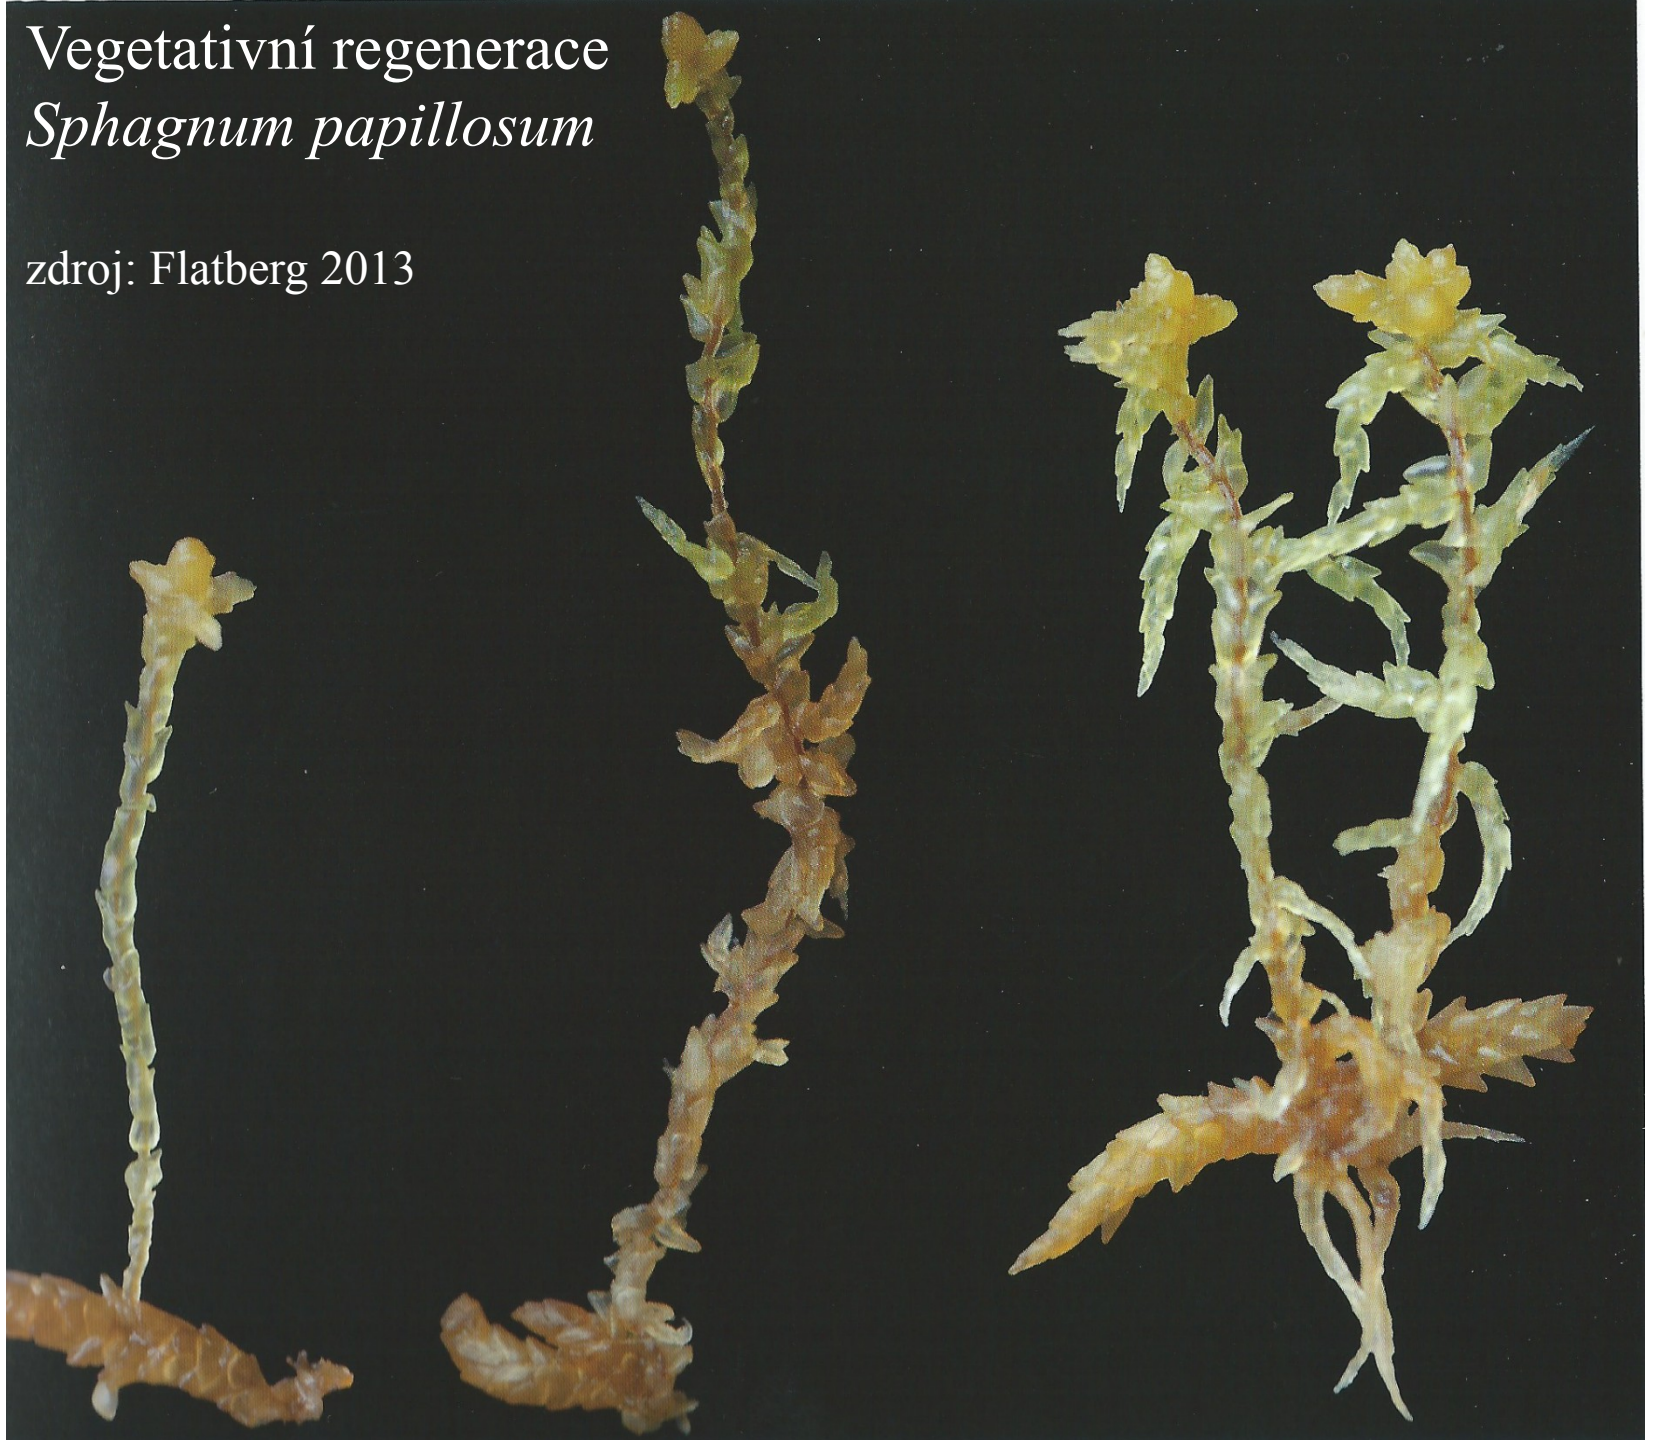 Vegetativní regenerace
Sphagnum papillosum
zdroj: Flatberg 2013